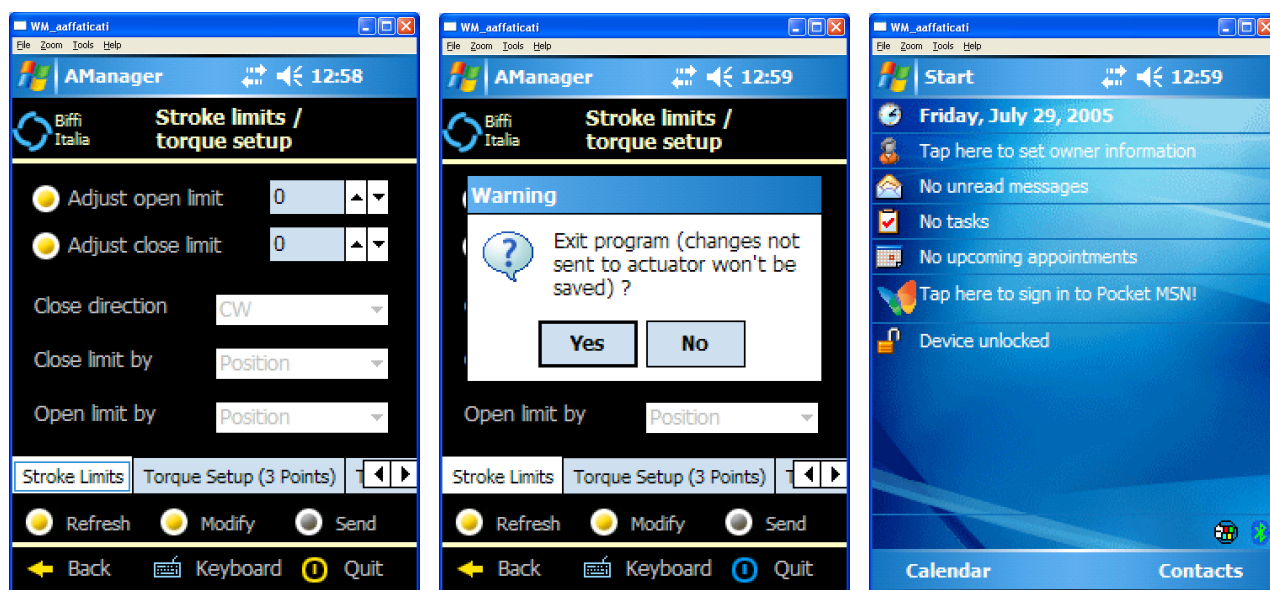 WM_aaffaticati
File Zoom Tools Help
AManager 12:58
Biffi
Italia
Stroke limits /
torque setup
Adjust open limit 0
Adjust close limit 0
Close direction CW
Close limit by Position
Open limit by Position
Stroke Limits Torque Setup (3 Points) T
Refresh Modify Send
Back Keyboard Quit
WM_aaffaticati
File Zoom Tools Help
AManager 12:59
Biffi
Italia
Stroke limits /
torque setup
Warning
Exit program (changes not
sent to actuator won't be
saved) ?
Yes No
Open limit by Position
Stroke Limits Torque Setup (3 Points) T
Refresh Modify Send
Back Keyboard Quit
WM_aaffaticati
File Zoom Tools Help
Start 12:59
Friday, July 29, 2005
Tap here to set owner information
No unread messages
No tasks
No upcoming appointments
Tap here to sign in to Pocket MSN!
Device unlocked
Calendar Contacts